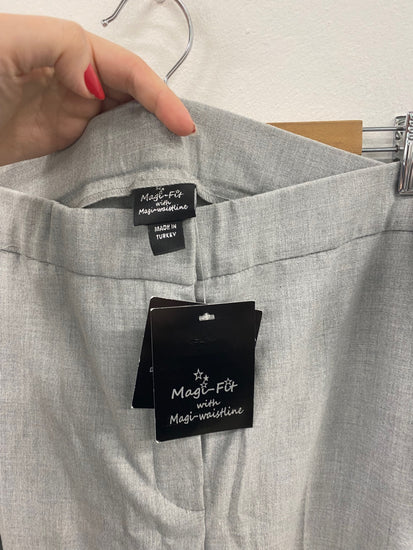 Magi-Fit
with
Magi-waistline
MADE IN
TURKEY
Magi-Fit
with
Magi-waistline